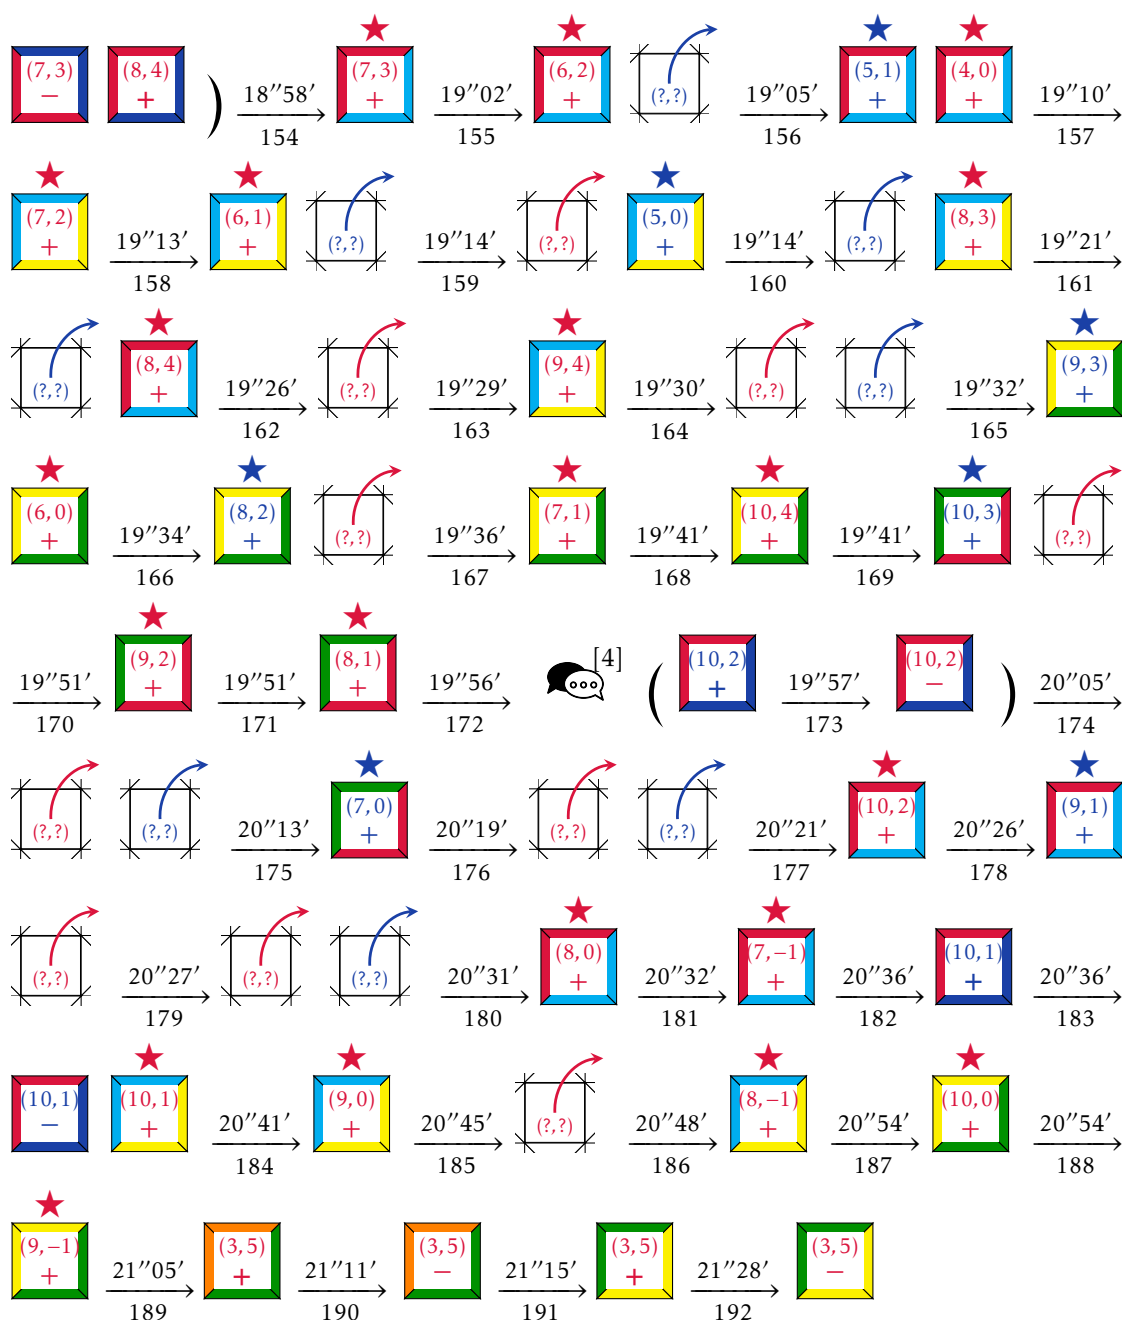 (7,3) − (8,4) + ) 18′′58′ 154 (7,3) + 19′′02′ 155 (6,2) + (?,?) 19′′05′ 156 (5,1) + (4,0) + 19′′10′ 157
(7,2) + 19′′13′ 158 (6,1) + (?,?) 19′′14′ 159 (?,?) (5,0) + 19′′14′ 160 (?,?) (8,3) + 19′′21′ 161
(?,?) (8,4) + 19′′26′ 162 (?,?) 19′′29′ 163 (9,4) + 19′′30′ 164 (?,?) (?,?) 19′′32′ 165 (9,3) +
(6,0) + 19′′34′ 166 (8,2) + (?,?) 19′′36′ 167 (7,1) + 19′′41′ 168 (10,4) + 19′′41′ 169 (10,3) + (?,?)
19′′51′ 170 (9,2) + 19′′51′ 171 (8,1) + 19′′56′ 172 [4] ( (10,2) + 19′′57′ 173 (10,2) − ) 20′′05′ 174
(?,?) (?,?) 20′′13′ 175 (7,0) + 20′′19′ 176 (?,?) (?,?) 20′′21′ 177 (10,2) + 20′′26′ 178 (9,1) +
(?,?) 20′′27′ 179 (?,?) (?,?) 20′′31′ 180 (8,0) + 20′′32′ 181 (7,−1) + 20′′36′ 182 (10,1) + 20′′36′ 183
(10,1) − (10,1) + 20′′41′ 184 (9,0) + 20′′45′ 185 (?,?) 20′′48′ 186 (8,−1) + 20′′54′ 187 (10,0) + 20′′54′ 188
(9,−1) + 21′′05′ 189 (3,5) + 21′′11′ 190 (3,5) − 21′′15′ 191 (3,5) + 21′′28′ 192 (3,5) −